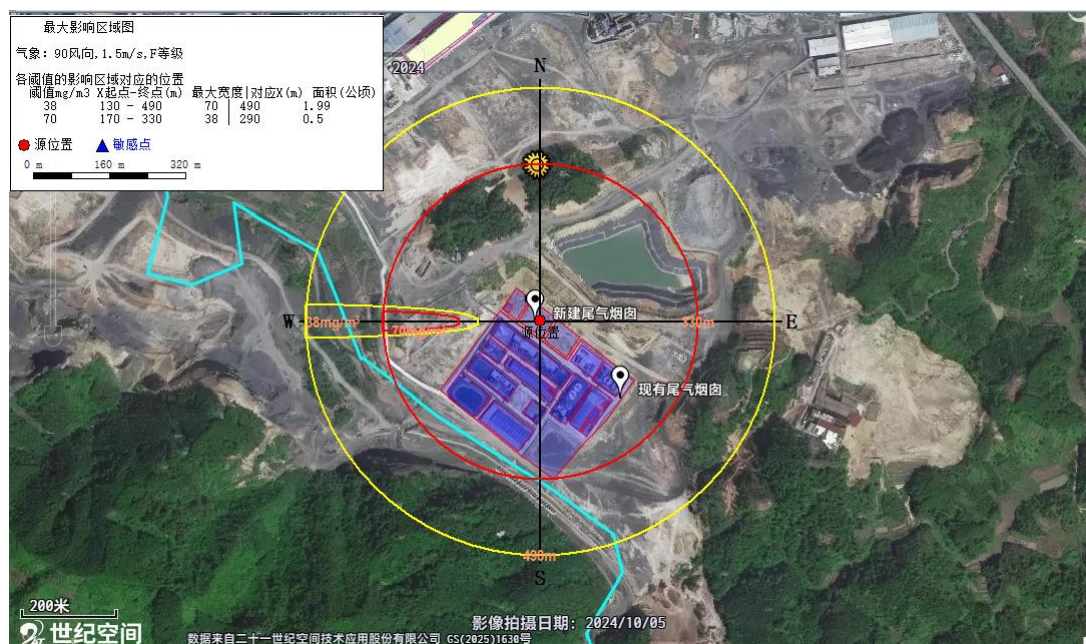 最大影响区域图
气象: 90风向,1.5m/s,F等级
各阈值的影响区域对应的位置
阈值mg/m3 X起点-终点(m) 最大宽度|对应X(m) 面积(公顷)
38 130 - 490 70 | 490 1.99
70 170 - 330 38 | 290 0.5
源位置 敏感点
0 m 160 m 320 m
2024
N
新建尾气烟囱
W 38mg/m³ 70mg/m³ 源位置 130m E
现有尾气烟囱
490m
S
200米
世纪空间
影像拍摄日期: 2024/10/05
数据来自二十一世纪空间技术应用股份有限公司 GS(2025)1630号